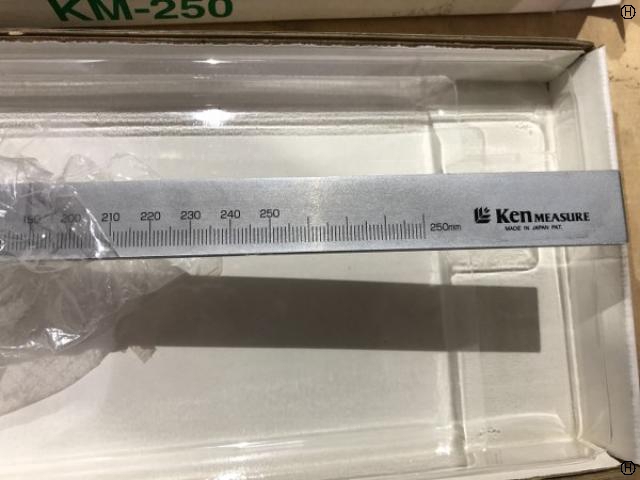 KM-250
190 200 210 220 230 240 250
250mm
Ken MEASURE
MADE IN JAPAN PAT.
H
H